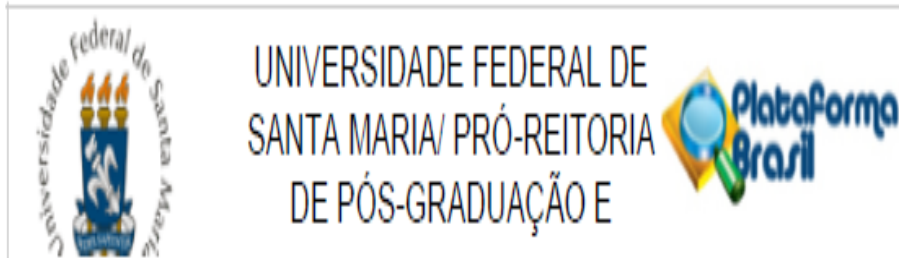 Universidade Federal de Santa Maria
UNIVERSIDADE FEDERAL DE
SANTA MARIA/ PRÓ-REITORIA
DE PÓS-GRADUAÇÃO E
Plataforma
Brasil